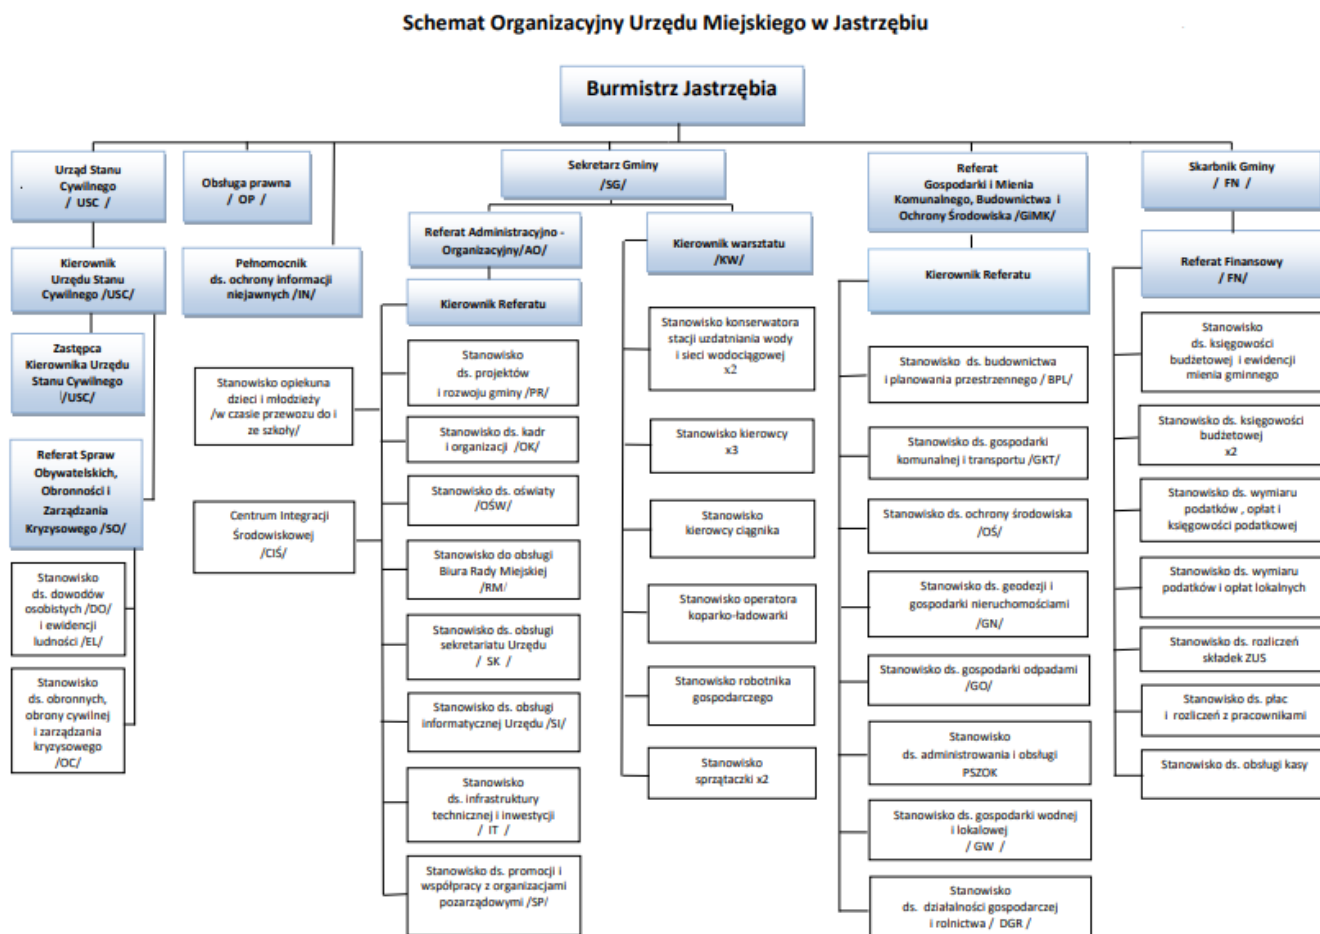 Schemat Organizacyjny Urzędu Miejskiego w Jastrzębiu
Burmistrz Jastrzębia
Urząd Stanu
Cywilnego
/ USC /
Kierownik
Urzędu Stanu
Cywilnego /USC/
Zastępca
Kierownika Urzędu
Stanu Cywilnego
/USC/
Referat Spraw
Obywatelskich,
Obronności i
Zarządzania
Kryzysowego /SO/
Stanowisko
ds. dowodów
osobistych /DO/
i ewidencji
ludności /EL/
Stanowisko
ds. obronnych,
obrony cywilnej
i zarządzania
kryzysowego
/OC/
Obsługa prawna
/ OP /
Pełnomocnik
ds. ochrony informacji
niejawnych /IN/
Sekretarz Gminy
/SG/
Referat Administracyjno -
Organizacyjny/AO/
Kierownik Referatu
Stanowisko opiekuna
dzieci i młodzieży
/w czasie przewozu do i
ze szkoły/
Centrum Integracji
Środowiskowej
/CIŚ/
Stanowisko
ds. projektów
i rozwoju gminy /PR/
Stanowisko ds. kadr
i organizacji /OK/
Stanowisko ds. oświaty
/OŚW/
Stanowisko do obsługi
Biura Rady Miejskiej
/RM/
Stanowisko ds. obsługi
sekretariatu Urzędu
/ SK /
Stanowisko ds. obsługi
informatycznej Urzędu /SI/
Stanowisko
ds. infrastruktury
technicznej i inwestycji
/ IT /
Stanowisko ds. promocji i
współpracy z organizacjami
pozarządowymi /SP/
Kierownik warsztatu
/KW/
Stanowisko konserwatora
stacji uzdatniania wody
i sieci wodociągowej
x2
Stanowisko kierowcy
x3
Stanowisko
kierowcy ciągnika
Stanowisko operatora
koparko-ładowarki
Stanowisko robotnika
gospodarczego
Stanowisko
sprzątaczki x2
Referat
Gospodarki i Mienia
Komunalnego, Budownictwa i
Ochrony Środowiska /GiMK/
Kierownik Referatu
Stanowisko ds. budownictwa
i planowania przestrzennego / BPL/
Stanowisko ds. gospodarki
komunalnej i transportu /GKT/
Stanowisko ds. ochrony środowiska
/OŚ/
Stanowisko ds. geodezji i
gospodarki nieruchomościami
/GN/
Stanowisko ds. gospodarki odpadami
/GO/
Stanowisko
ds. administrowania i obsługi
PSZOK
Stanowisko ds. gospodarki wodnej
i lokalowej
/ GW /
Stanowisko
ds. działalności gospodarczej
i rolnictwa / DGR /
Skarbnik Gminy
/ FN /
Referat Finansowy
/ FN/
Stanowisko
ds. księgowości
budżetowej i ewidencji
mienia gminnego
Stanowisko ds. księgowości
budżetowej
x2
Stanowisko ds. wymiaru
podatków , opłat i
księgowości podatkowej
Stanowisko ds. wymiaru
podatków i opłat lokalnych
Stanowisko ds. rozliczeń
składek ZUS
Stanowisko ds. płac
i rozliczeń z pracownikami
Stanowisko ds. obsługi kasy